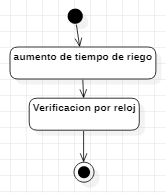 aumento de tiempo de riego
Verificacion por reloj